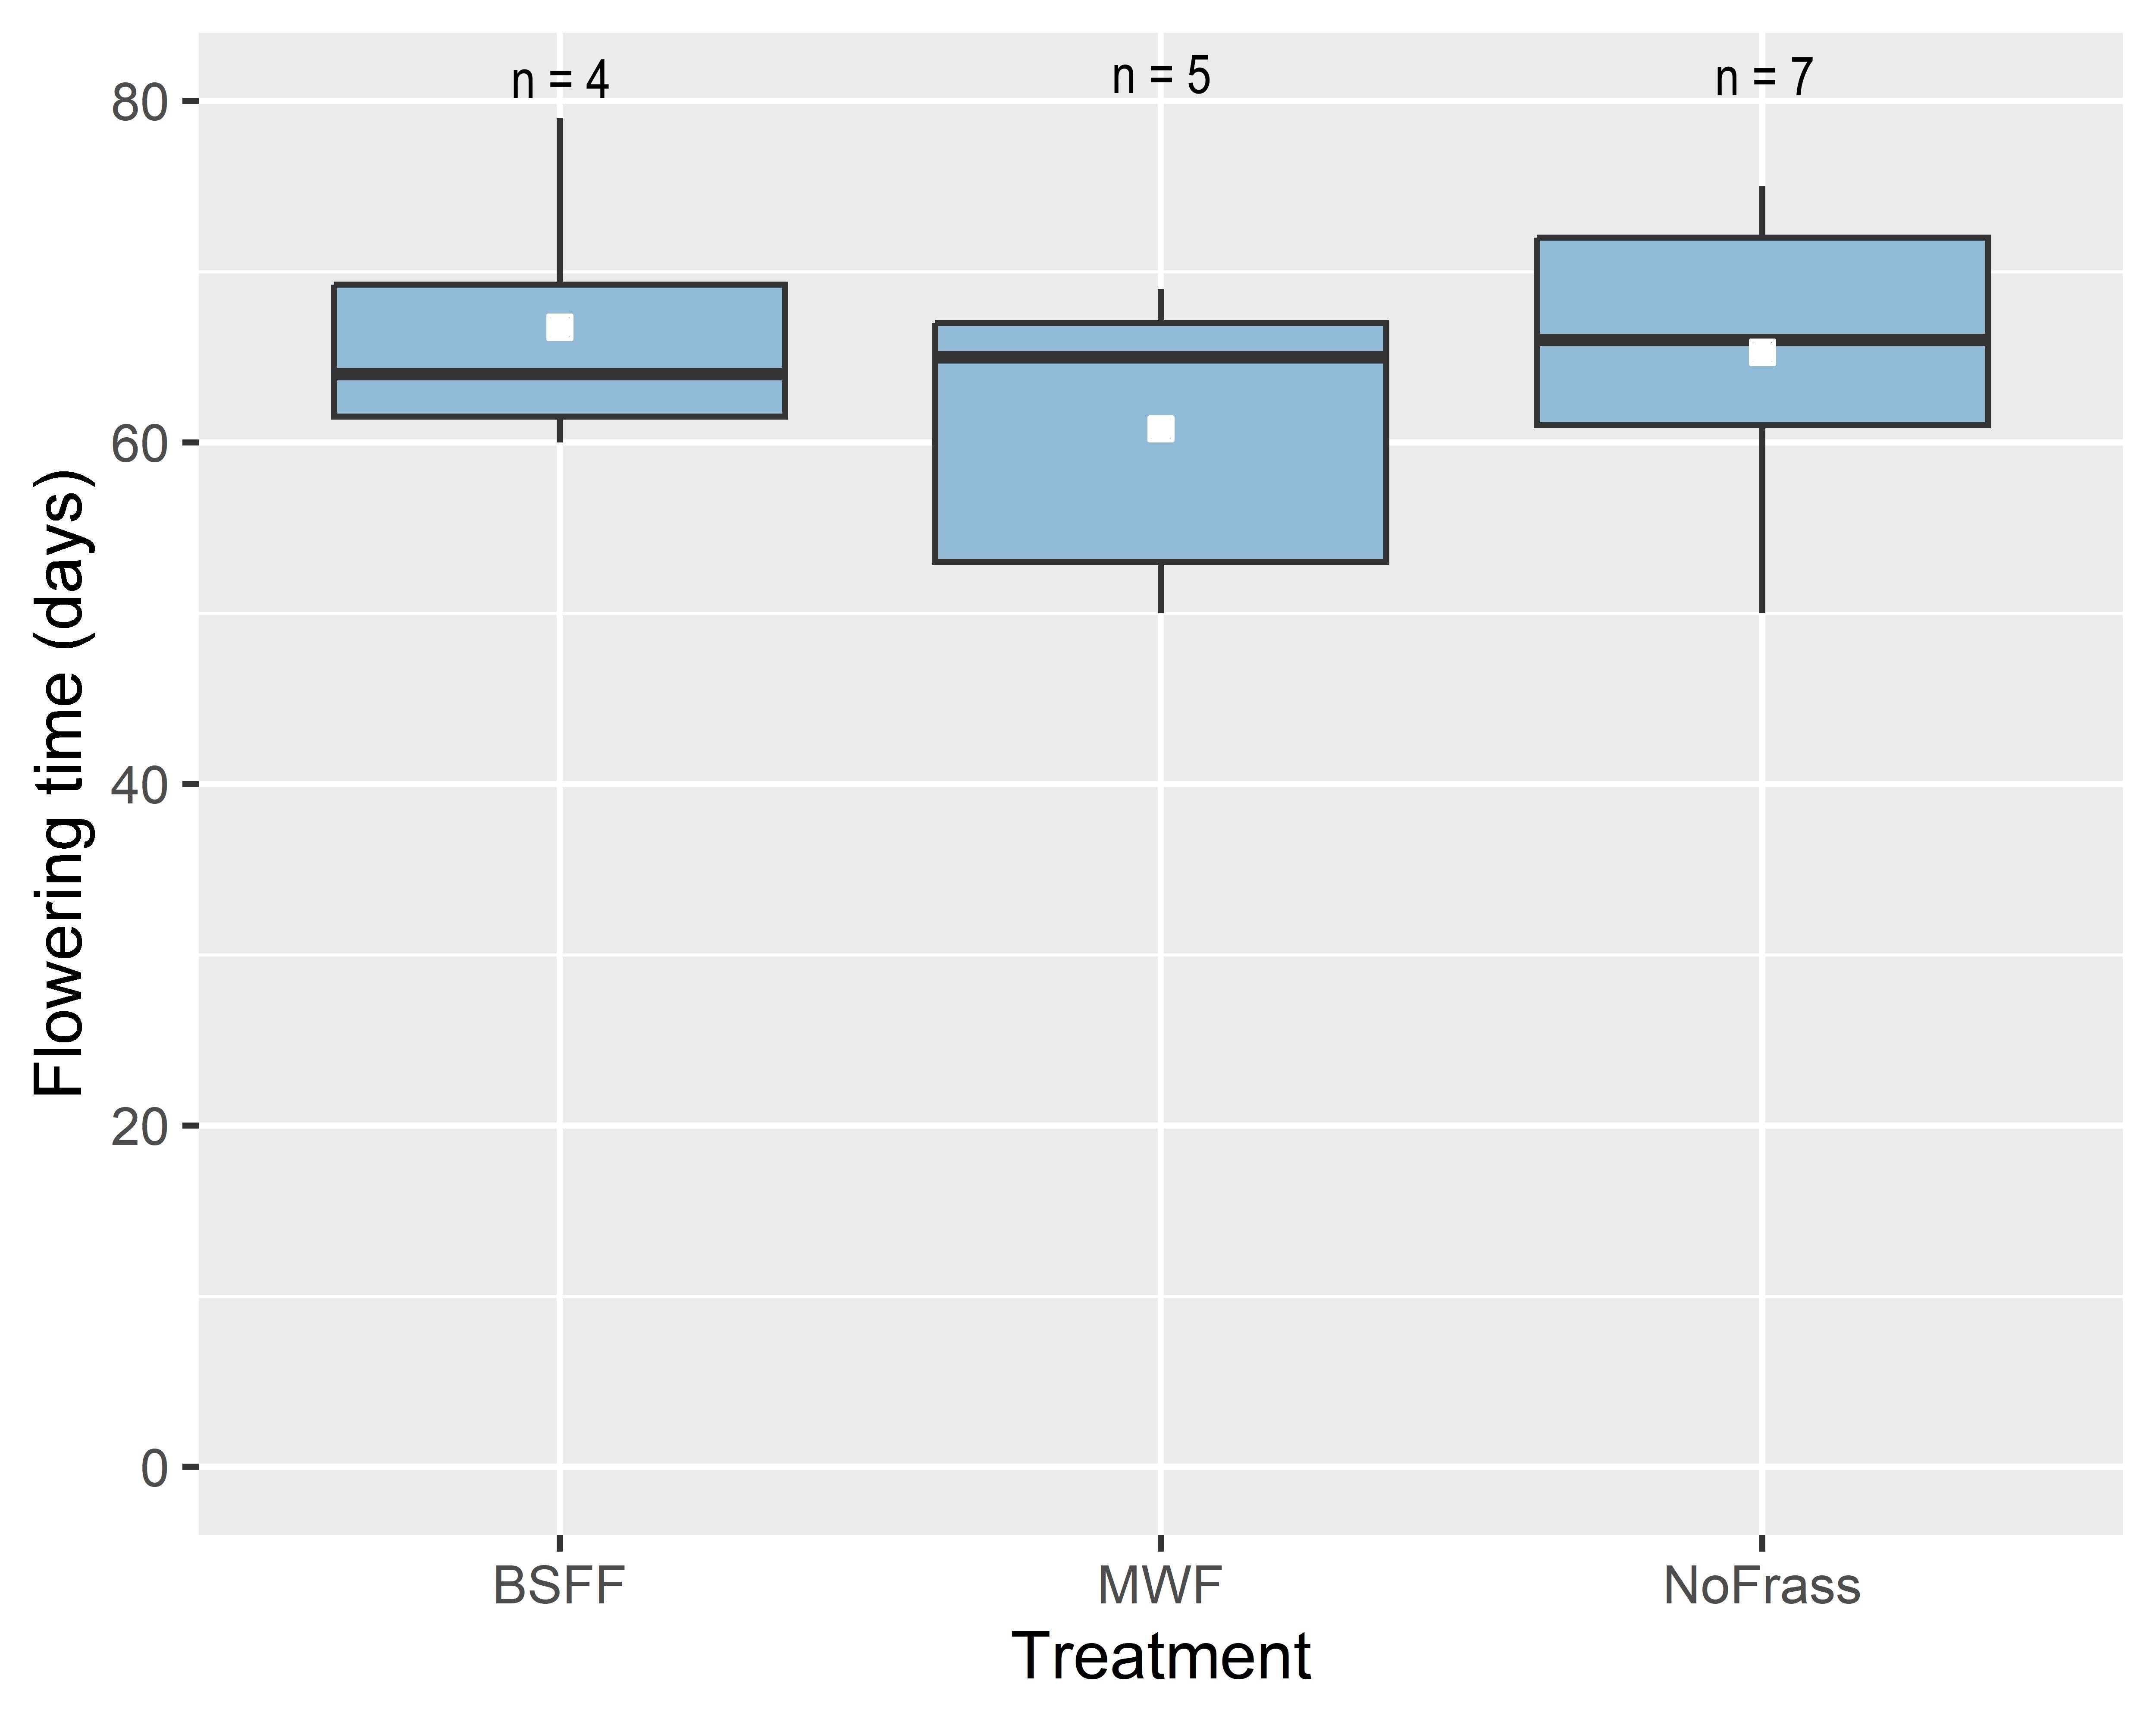 n = 4
n = 5
n = 7
80
60
40
20
0
Flowering time (days)
BSFF
MWF
NoFrass
Treatment